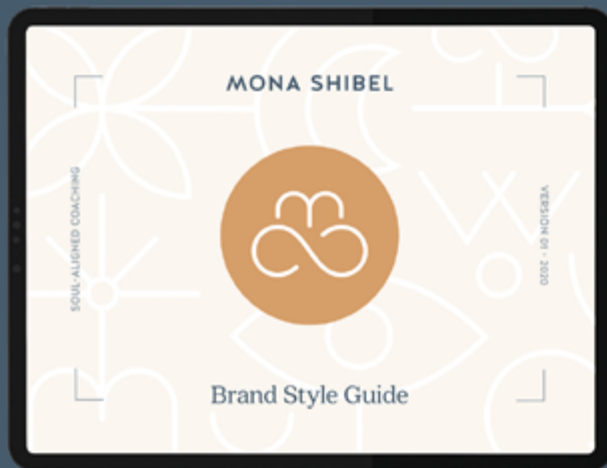 MONA SHIBEL
SOUL-ALIGNED COACHING
VERSION 01 - 2020
Brand Style Guide